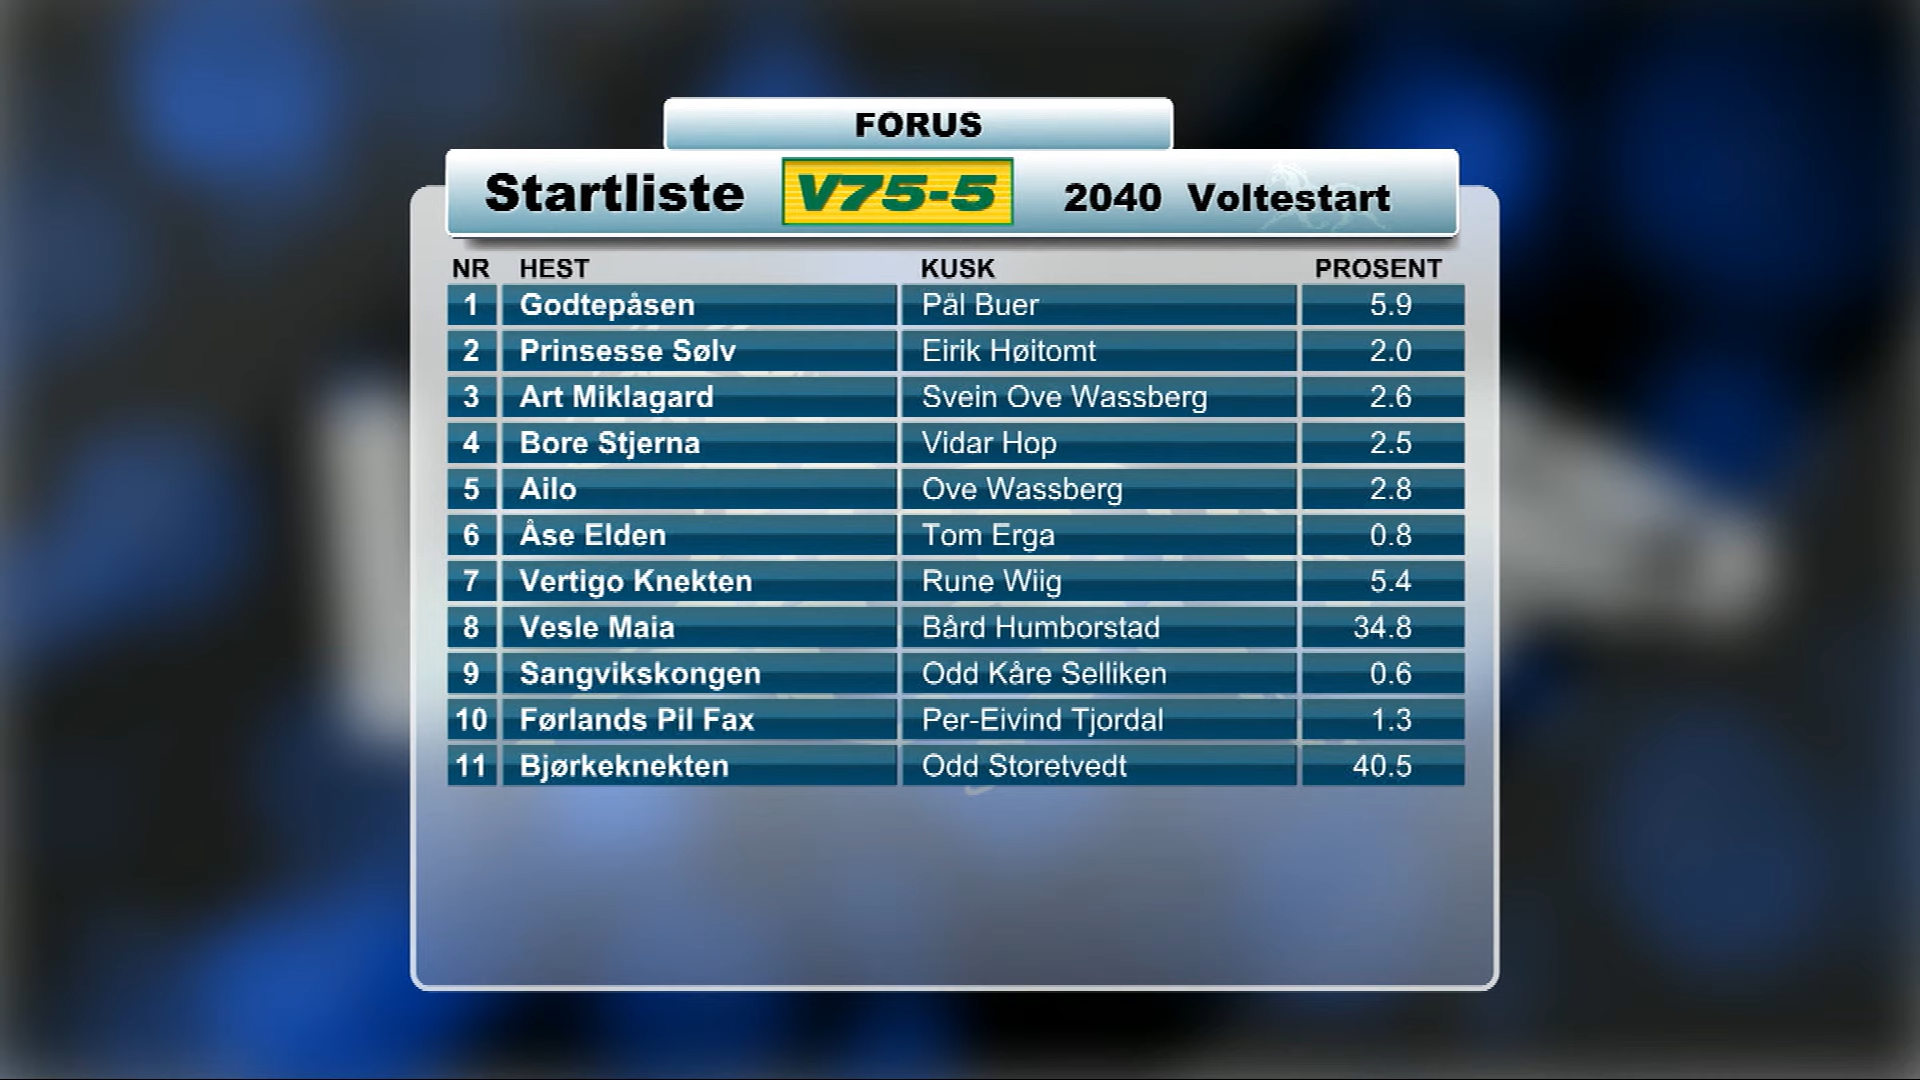 FORUS
Startliste V75-5 2040 Voltestart
NR HEST KUSK PROSENT
1 Godtepåsen Pål Buer 5.9
2 Prinsesse Sølv Eirik Høitomt 2.0
3 Art Miklagard Svein Ove Wassberg 2.6
4 Bore Stjerna Vidar Hop 2.5
5 Ailo Ove Wassberg 2.8
6 Åse Elden Tom Erga 0.8
7 Vertigo Knekten Rune Wiig 5.4
8 Vesle Maia Bård Humborstad 34.8
9 Sangvikskongen Odd Kåre Selliken 0.6
10 Førlands Pil Fax Per-Eivind Tjordal 1.3
11 Bjørkeknekten Odd Storetvedt 40.5